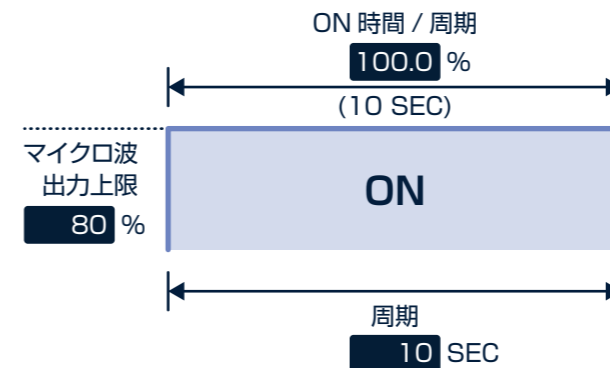 ON 時間 / 周期
100.0 %
(10 SEC)
マイクロ波
出力上限
80 %
ON
周期
10 SEC